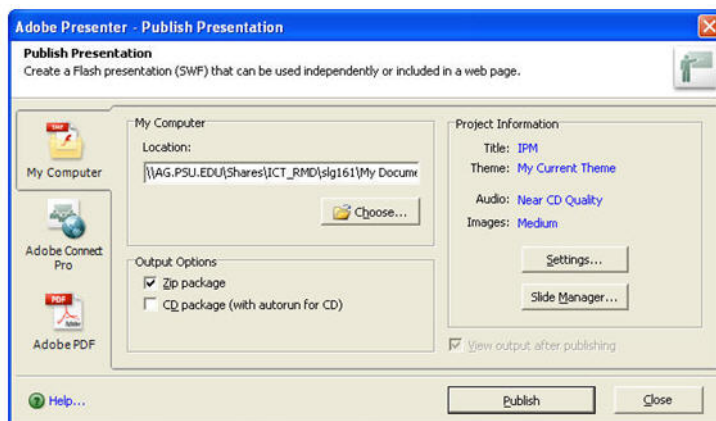 Adobe Presenter - Publish Presentation
Publish Presentation
Create a Flash presentation (SWF) that can be used independently or included in a web page.
My Computer
Adobe Connect
Pro
PDF
Adobe PDF
My Computer
Location:
\\AG.PSU.EDU\Shares\ICT_RMD\slg161\My Docume
Choose...
Output Options
Zip package
CD package (with autorun for CD)
Project Information
Title: IPM
Theme: My Current Theme
Audio: Near CD Quality
Images: Medium
Settings...
Slide Manager...
View output after publishing
Help...
Publish
Close